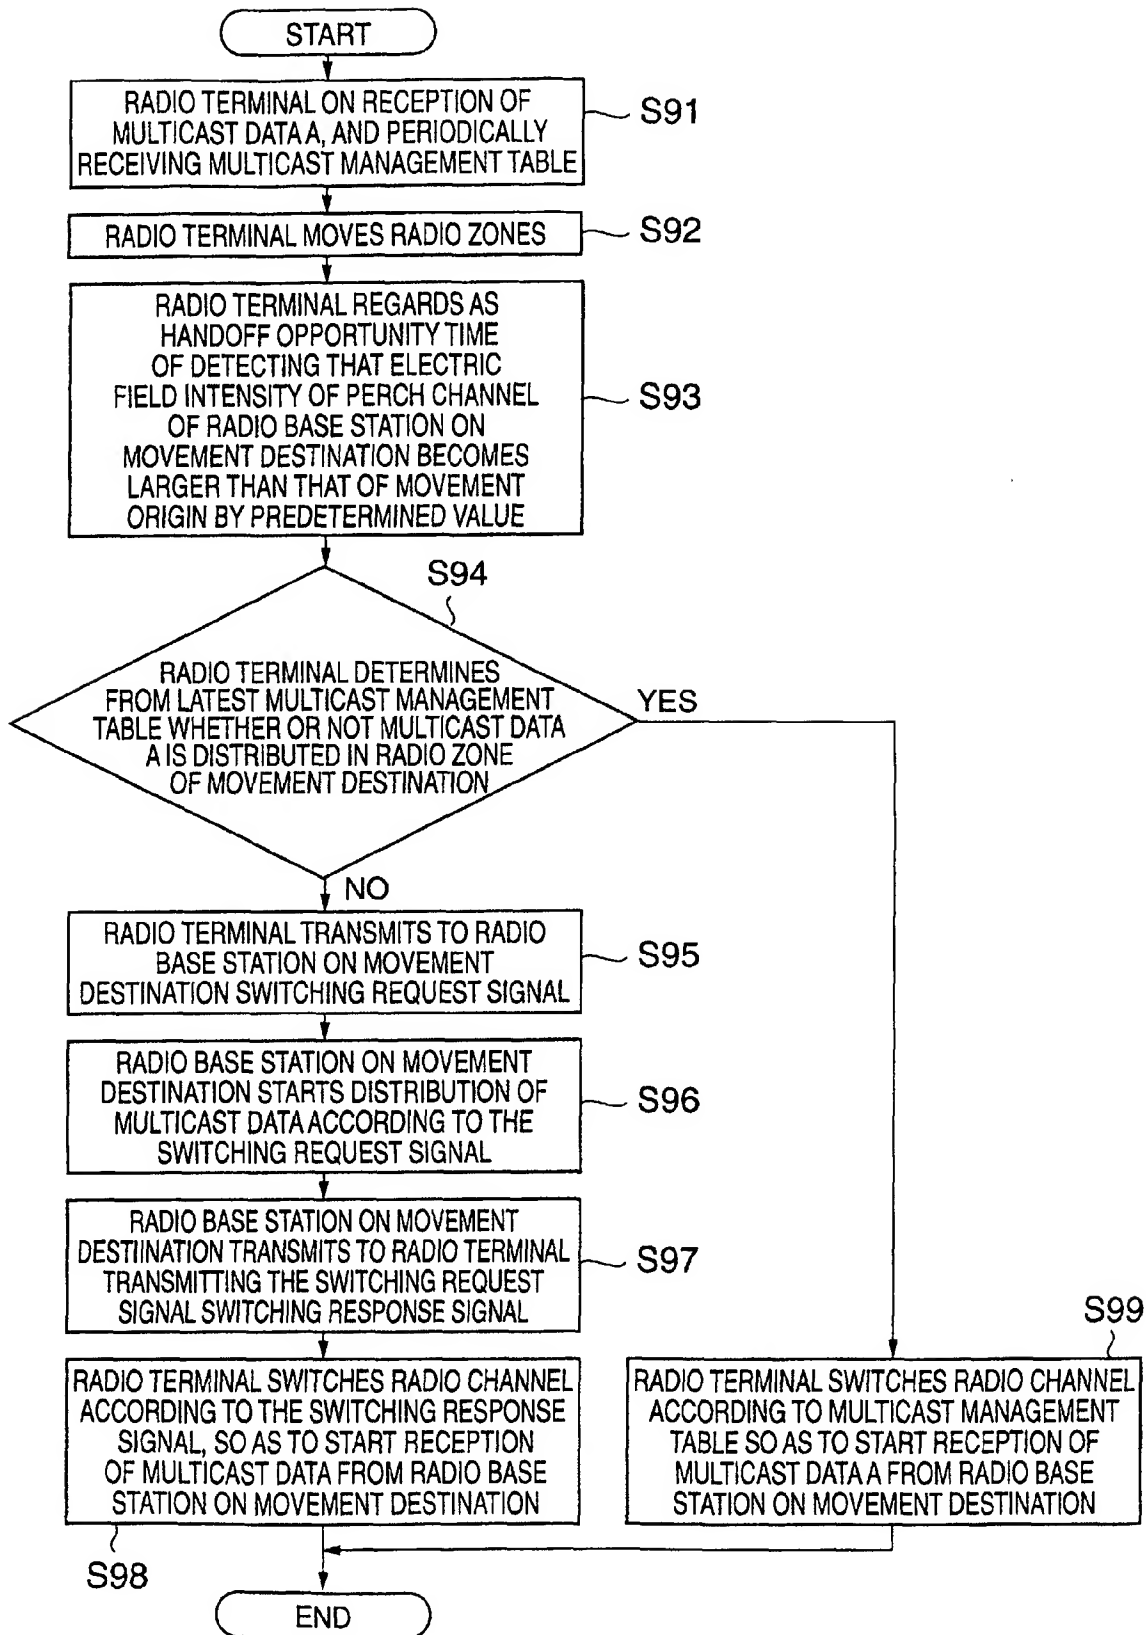 START
RADIO TERMINAL ON RECEPTION OF
MULTICAST DATA A, AND PERIODICALLY
RECEIVING MULTICAST MANAGEMENT TABLE
S91
RADIO TERMINAL MOVES RADIO ZONES
S92
RADIO TERMINAL REGARDS AS
HANDOFF OPPORTUNITY TIME
OF DETECTING THAT ELECTRIC
FIELD INTENSITY OF PERCH CHANNEL
OF RADIO BASE STATION ON
MOVEMENT DESTINATION BECOMES
LARGER THAN THAT OF MOVEMENT
ORIGIN BY PREDETERMINED VALUE
S93
S94
RADIO TERMINAL DETERMINES
FROM LATEST MULTICAST MANAGEMENT
TABLE WHETHER OR NOT MULTICAST DATA
A IS DISTRIBUTED IN RADIO ZONE
OF MOVEMENT DESTINATION
YES
NO
RADIO TERMINAL TRANSMITS TO RADIO
BASE STATION ON MOVEMENT
DESTINATION SWITCHING REQUEST SIGNAL
S95
RADIO BASE STATION ON MOVEMENT
DESTINATION STARTS DISTRIBUTION OF
MULTICAST DATA ACCORDING TO THE
SWITCHING REQUEST SIGNAL
S96
RADIO BASE STATION ON MOVEMENT
DESTIINATION TRANSMITS TO RADIO TERMINAL
TRANSMITTING THE SWITCHING REQUEST
SIGNAL SWITCHING RESPONSE SIGNAL
S97
RADIO TERMINAL SWITCHES RADIO CHANNEL
ACCORDING TO THE SWITCHING RESPONSE
SIGNAL, SO AS TO START RECEPTION
OF MULTICAST DATA FROM RADIO BASE
STATION ON MOVEMENT DESTINATION
S98
S99
RADIO TERMINAL SWITCHES RADIO CHANNEL
ACCORDING TO MULTICAST MANAGEMENT
TABLE SO AS TO START RECEPTION OF
MULTICAST DATA A FROM RADIO BASE
STATION ON MOVEMENT DESTINATION
END